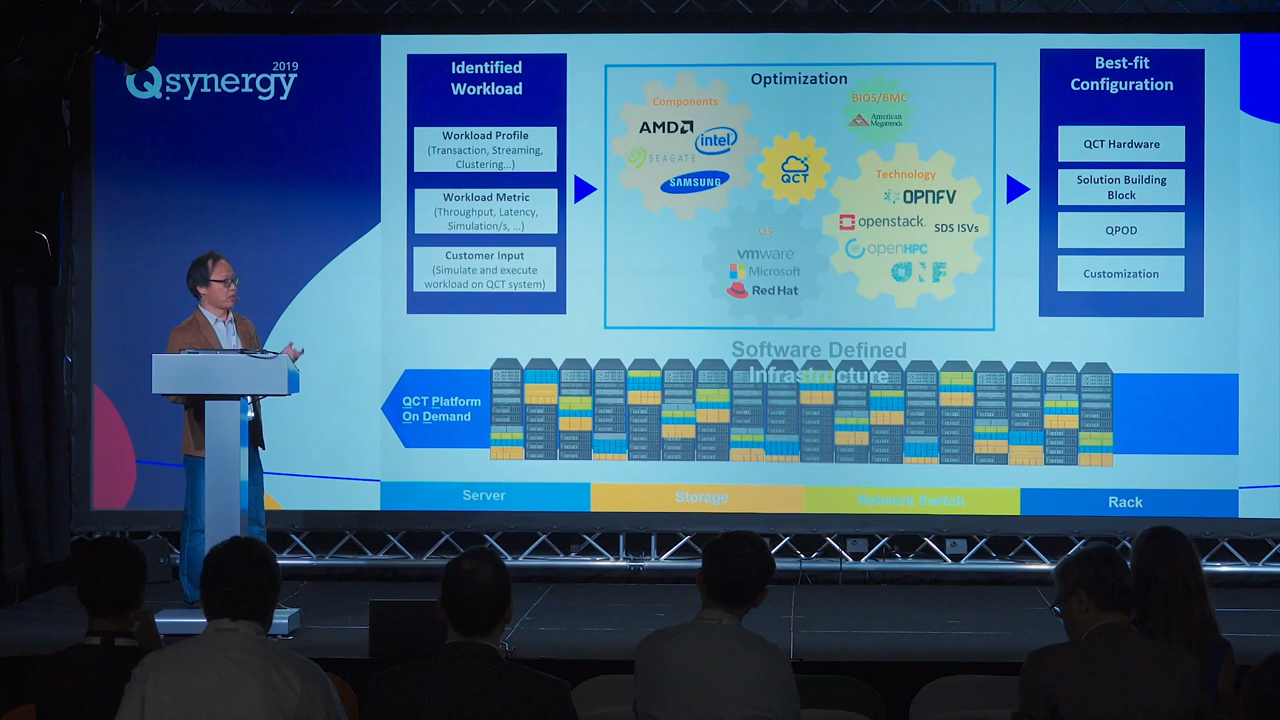 2019
Qsynergy
Identified
Workload
Workload Profile
(Transaction, Streaming,
Clustering...)
Workload Metric
(Throughput, Latency,
Simulation/s, ...)
Customer Input
(Simulate and execute
workload on QCT system)
Optimization
Components
AMD
intel
SEAGATE
SAMSUNG
BIOS/BMC
American
Megatrends
QCT
Technology
OPNFV
openstack.
SDS ISVs
openHPC
ONF
OS
vmware
Microsoft
Red Hat
Best-fit
Configuration
QCT Hardware
Solution Building
Block
QPOD
Customization
Software Defined
Infrastructure
QCT Platform
On Demand
Server
Storage
Network Switch
Rack